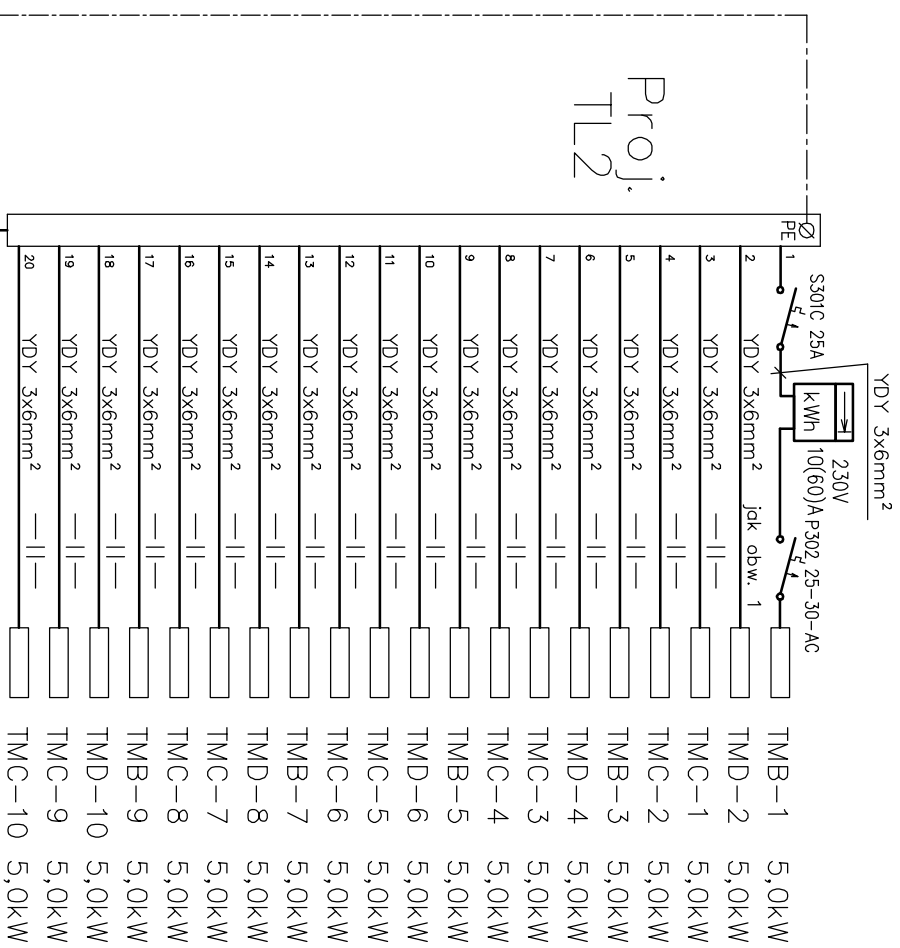 Proj.
TL2
PE
YDY 3x6mm²
S301C 25A
kWh
230V
10(60)A
P302 25-30-AC
1 TMB-1 5,0kW
2 YDY 3x6mm² jak obw. 1 TMD-2 5,0kW
3 YDY 3x6mm² —||— TMC-1 5,0kW
4 YDY 3x6mm² —||— TMC-2 5,0kW
5 YDY 3x6mm² —||— TMB-3 5,0kW
6 YDY 3x6mm² —||— TMD-4 5,0kW
7 YDY 3x6mm² —||— TMC-3 5,0kW
8 YDY 3x6mm² —||— TMC-4 5,0kW
9 YDY 3x6mm² —||— TMB-5 5,0kW
10 YDY 3x6mm² —||— TMD-6 5,0kW
11 YDY 3x6mm² —||— TMC-5 5,0kW
12 YDY 3x6mm² —||— TMC-6 5,0kW
13 YDY 3x6mm² —||— TMB-7 5,0kW
14 YDY 3x6mm² —||— TMD-8 5,0kW
15 YDY 3x6mm² —||— TMC-7 5,0kW
16 YDY 3x6mm² —||— TMC-8 5,0kW
17 YDY 3x6mm² —||— TMB-9 5,0kW
18 YDY 3x6mm² —||— TMD-10 5,0kW
19 YDY 3x6mm² —||— TMC-9 5,0kW
20 YDY 3x6mm² —||— TMC-10 5,0kW